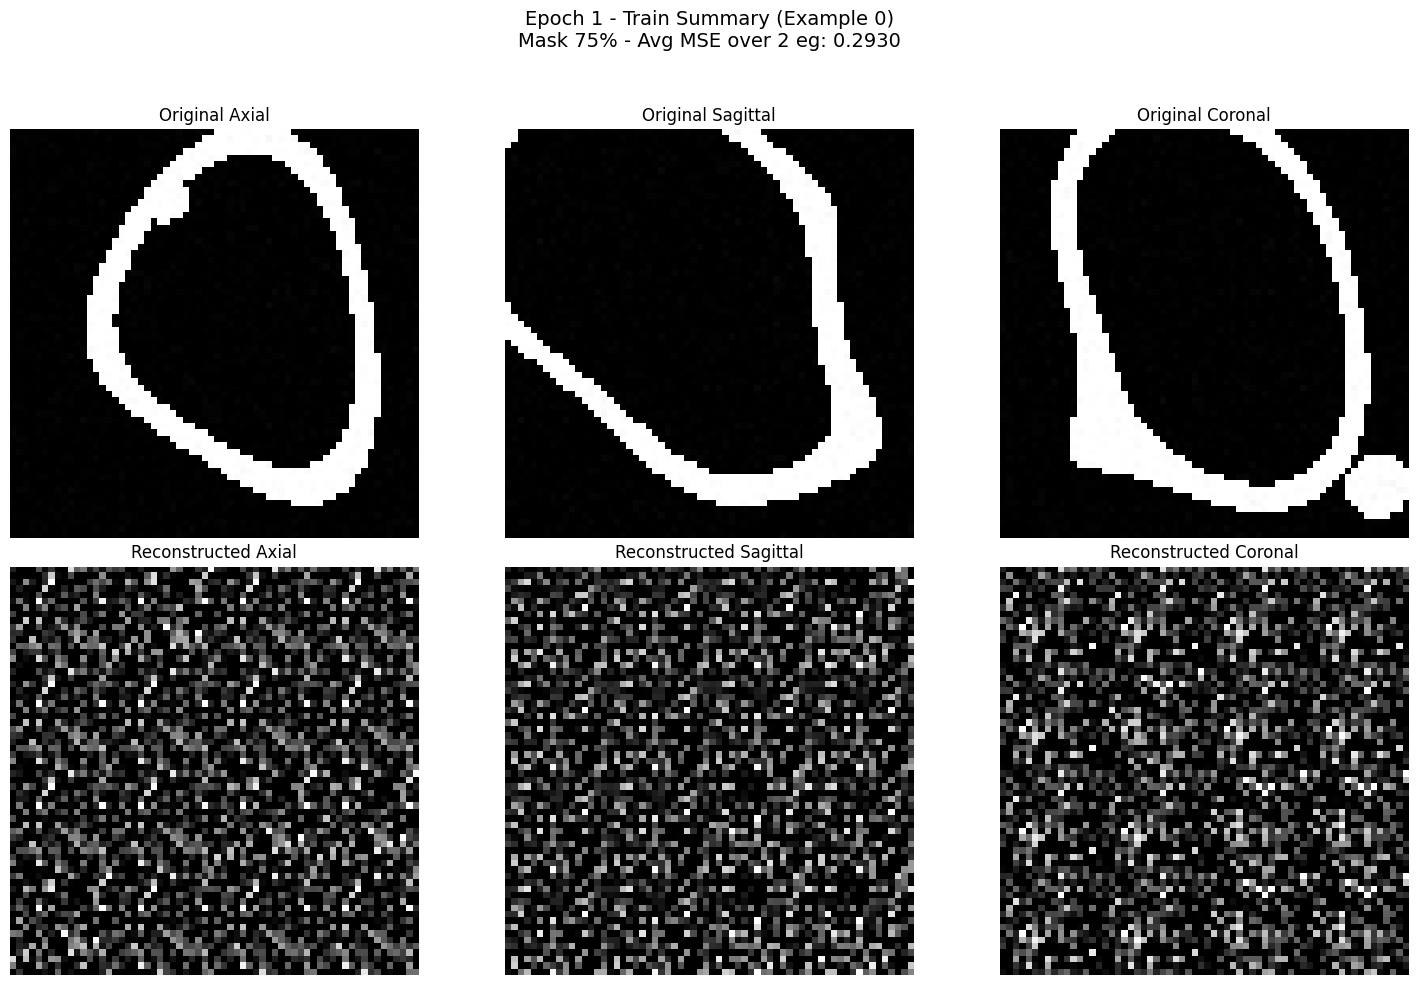 Epoch 1 - Train Summary (Example 0)
Mask 75% - Avg MSE over 2 eg: 0.2930
Original Axial
Original Sagittal
Original Coronal
Reconstructed Axial
Reconstructed Sagittal
Reconstructed Coronal